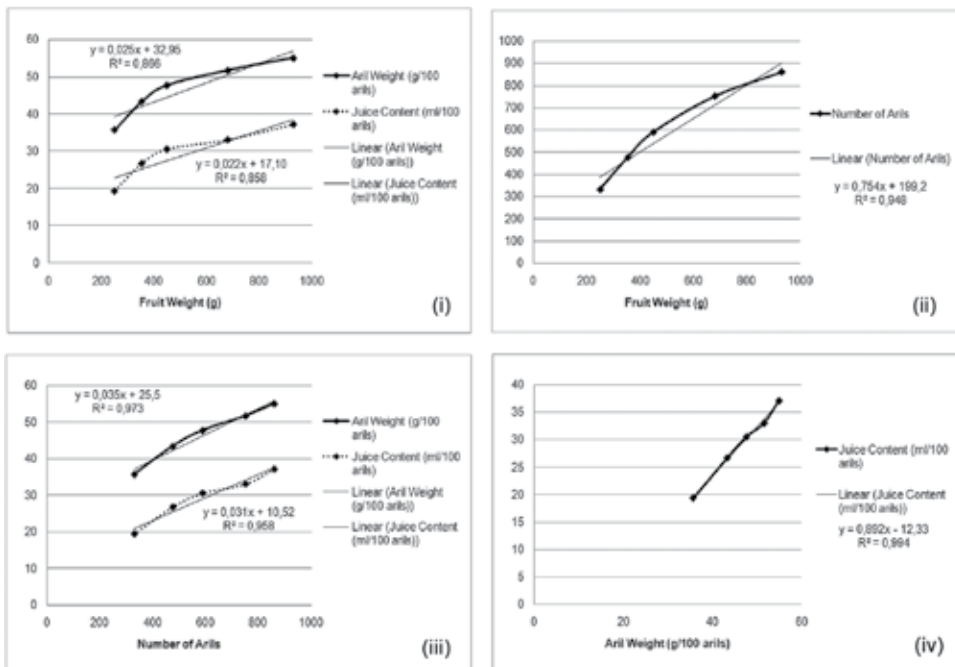 60
50
40
30
20
10
0
y = 0,025x + 32,95
R² = 0,866
y = 0,022x + 17,10
R² = 0,858
0 200 400 600 800 1000
Fruit Weight (g)
Aril Weight (g/100
arils)
Juice Content (ml/100
arils)
Linear (Aril Weight
(g/100 arils))
Linear (Juice Content
(ml/100 arils))
(i)
1000
900
800
700
600
500
400
300
200
100
0
0 200 400 600 800 1000
Fruit Weight (g)
Number of Arils
Linear (Number of Arils)
y = 0,754x + 199,2
R² = 0,948
(ii)
60
50
40
30
20
10
0
y = 0,035x + 25,5
R² = 0,973
y = 0,031x + 10,52
R² = 0,958
0 200 400 600 800 1000
Number of Arils
Aril Weight (g/100
arils)
Juice Content (ml/100
arils)
Linear (Aril Weight
(g/100 arils))
Linear (Juice Content
(ml/100 arils))
(iii)
40
35
30
25
20
15
10
5
0
0 20 40 60
Aril Weight (g/100 arils)
Juice Content (ml/100
arils)
Linear (Juice Content
(ml/100 arils))
y = 0,892x - 12,33
R² = 0,994
(iv)